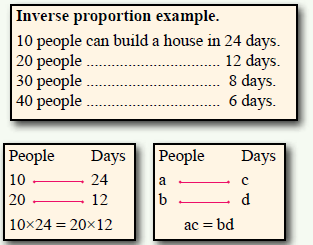 Inverse proportion example.
10 people can build a house in 24 days.
20 people ................................ 12 days.
30 people ................................ 8 days.
40 people ................................ 6 days.
People Days
10 24
20 12
10×24 = 20×12
People Days
a c
b d
ac = bd